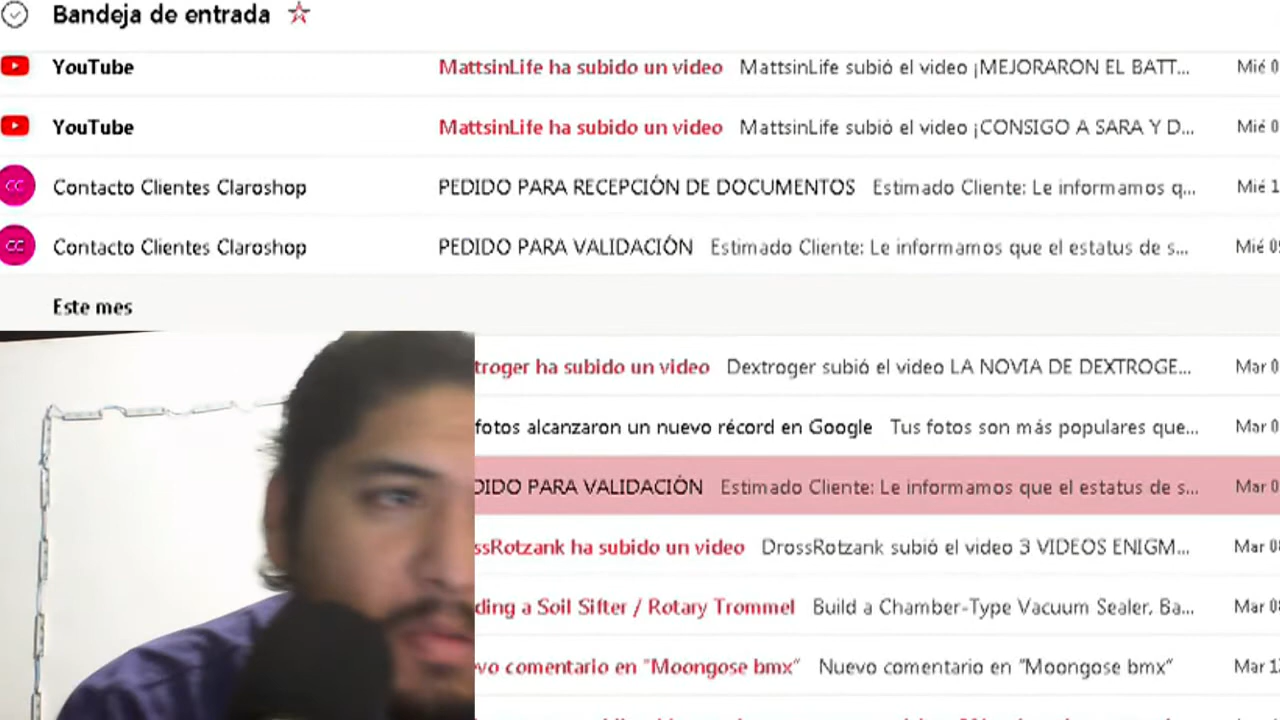 Bandeja de entrada
YouTube MattsinLife ha subido un video MattsinLife subió el video ¡MEJORARON EL BATT... Mié 0
YouTube MattsinLife ha subido un video MattsinLife subió el video ¡CONSIGO A SARA Y D... Mié 0
CC Contacto Clientes Claroshop PEDIDO PARA RECEPCIÓN DE DOCUMENTOS Estimado Cliente: Le informamos q... Mié 1
CC Contacto Clientes Claroshop PEDIDO PARA VALIDACIÓN Estimado Cliente: Le informamos que el estatus de s... Mié 09
Este mes
troger ha subido un video Dextroger subió el video LA NOVIA DE DEXTROGE... Mar 0
fotos alcanzaron un nuevo récord en Google Tus fotos son más populares que... Mar 0
DIDO PARA VALIDACIÓN Estimado Cliente: Le informamos que el estatus de s... Mar 0
ssRotzank ha subido un video DrossRotzank subió el video 3 VIDEOS ENIGM... Mar 08
ding a Soil Sifter / Rotary Trommel Build a Chamber-Type Vacuum Sealer, Ba... Mar 08
vo comentario en "Moongose bmx" Nuevo comentario en "Moongose bmx" Mar 1